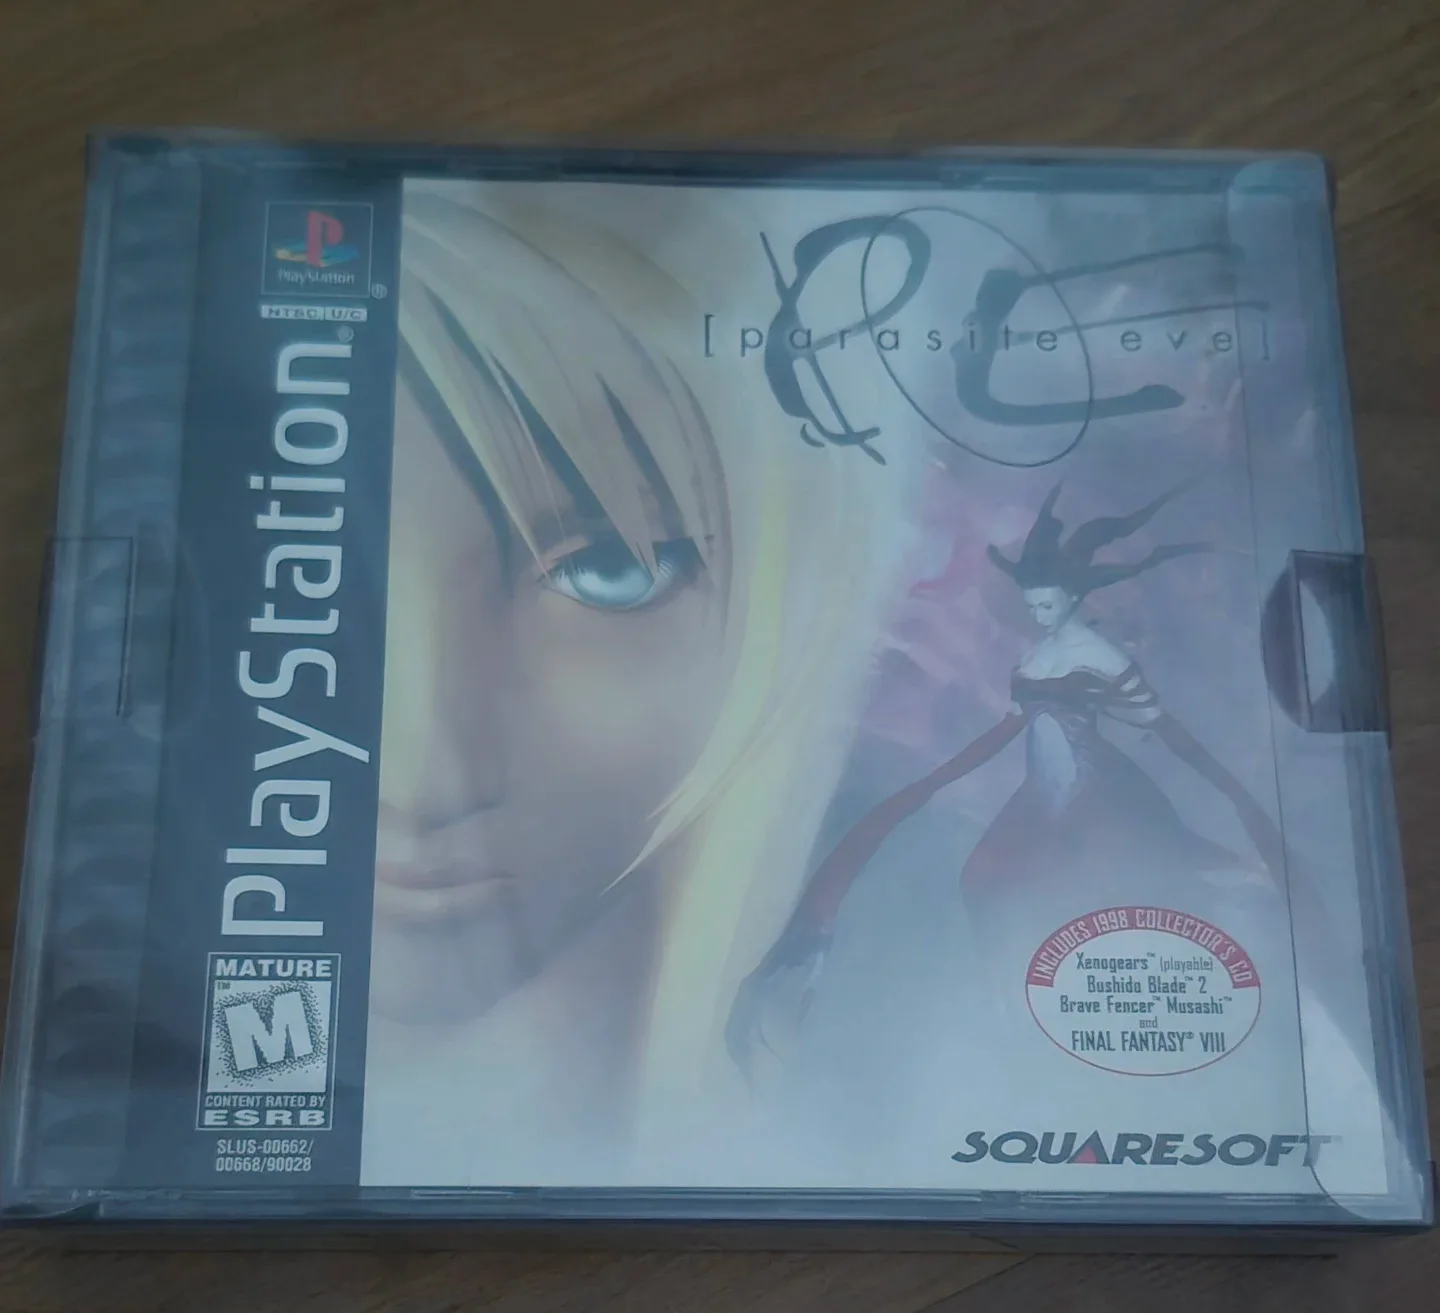 PlayStation
NTSC U/C
PlayStation®
MATURE
M
CONTENT RATED BY
ESRB
SLUS-00662/
00668/90028
PE
[parasite eve]
INCLUDES 1998 COLLECTOR'S CD
Xenogears™ (playable)
Bushido Blade™ 2
Brave Fencer™ Musashi™
and
FINAL FANTASY® VIII
SQUARESOFT